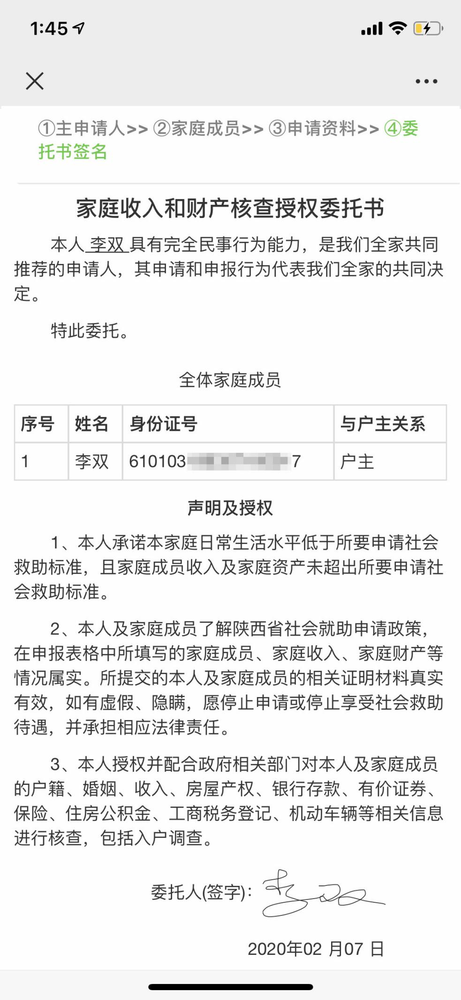 1:45
①主申请人>> ②家庭成员>> ③申请资料>> ④委
托书签名
家庭收入和财产核查授权委托书
本人 李双 具有完全民事行为能力，是我们全家共同
推荐的申请人，其申请和申报行为代表我们全家的共同决
定。
特此委托。
全体家庭成员
序号 姓名 身份证号 与户主关系
1 李双 610103 7 户主
声明及授权
1、本人承诺本家庭日常生活水平低于所要申请社会
救助标准，且家庭成员收入及家庭资产未超出所要申请社
会救助标准。
2、本人及家庭成员了解陕西省社会就助申请政策，
在申报表格中所填写的家庭成员、家庭收入、家庭财产等
情况属实。所提交的本人及家庭成员的相关证明材料真实
有效，如有虚假、隐瞒，愿停止申请或停止享受社会救助
待遇，并承担相应法律责任。
3、本人授权并配合政府相关部门对本人及家庭成员
的户籍、婚姻、收入、房屋产权、银行存款、有价证券、
保险、住房公积金、工商税务登记、机动车辆等相关信息
进行核查，包括入户调查。
委托人(签字)：李双
2020年02 月07 日